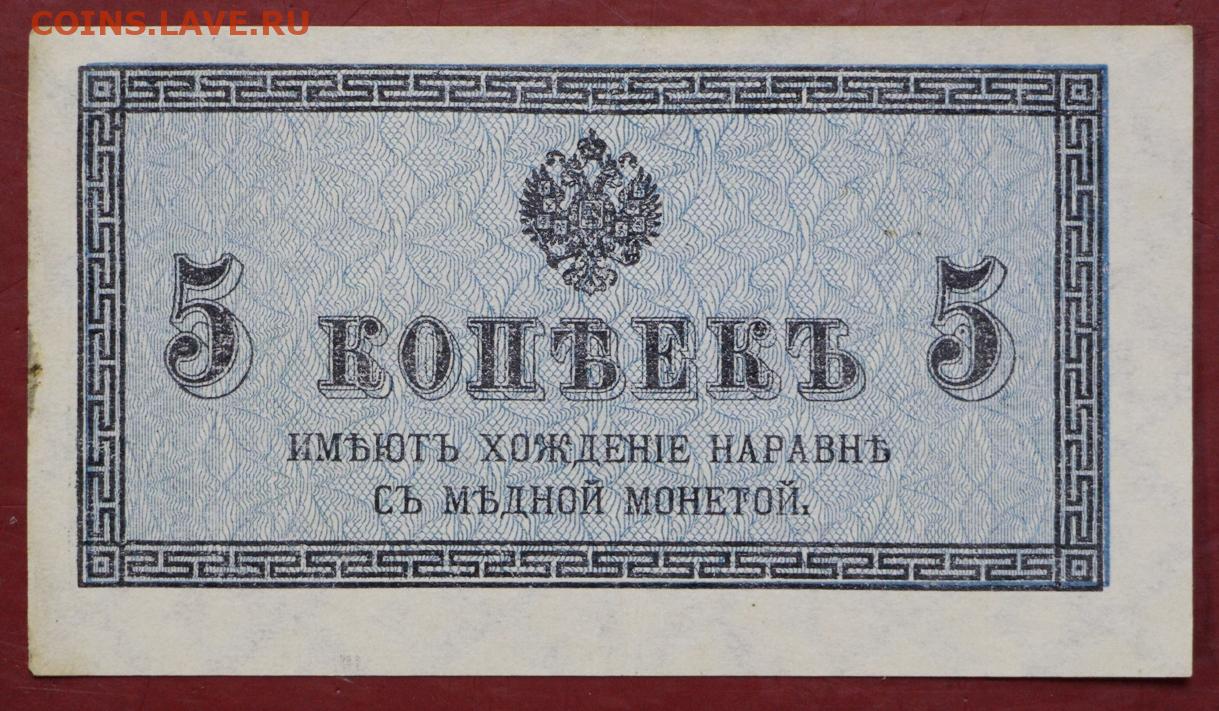 COINS.LAVE.RU
5 КОПѢЕКЪ 5
ИМѢЮТЪ ХОЖДЕНІЕ НАРАВНѢ
СЪ МѢДНОЙ МОНЕТОЙ.